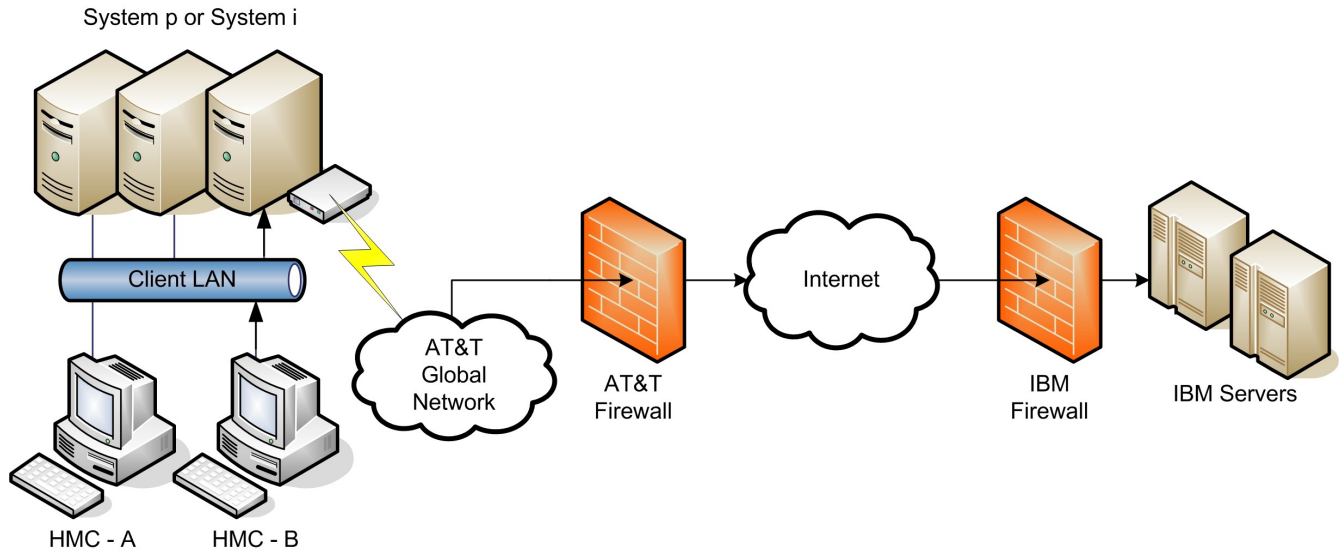 System p or System i
Client LAN
AT&T
Global
Network
AT&T
Firewall
Internet
IBM
Firewall
IBM Servers
HMC - A
HMC - B